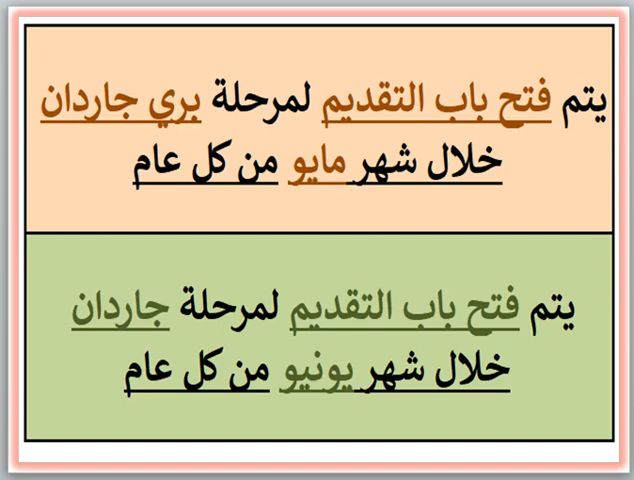 يتم فتح باب التقديم لمرحلة بري جاردان
خلال شهر مايو من كل عام
يتم فتح باب التقديم لمرحلة جاردان
خلال شهر يونيو من كل عام